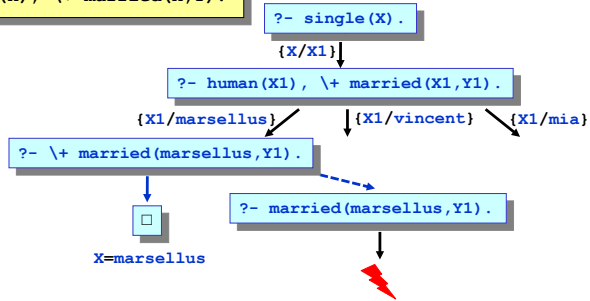 \+ married(X,Y).
?- single(X).
{X/X1}
?- human(X1), \+ married(X1,Y1).
{X1/marsellus} {X1/vincent} {X1/mia}
?- \+ married(marsellus,Y1).
?- married(marsellus,Y1).
□
X=marsellus